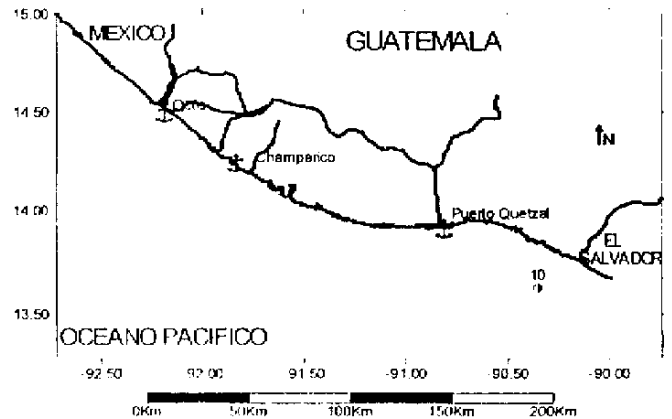 15.00
MEXICO
GUATEMALA
14.50
Ocos
N
Champerico
14.00
Puerto Quetzal
EL
SALVADOR
10
13.50
OCEANO PACIFICO
-92.50 -92.00 -91.50 -91.00 -90.50 -90.00
0Km 50Km 100Km 150Km 200Km